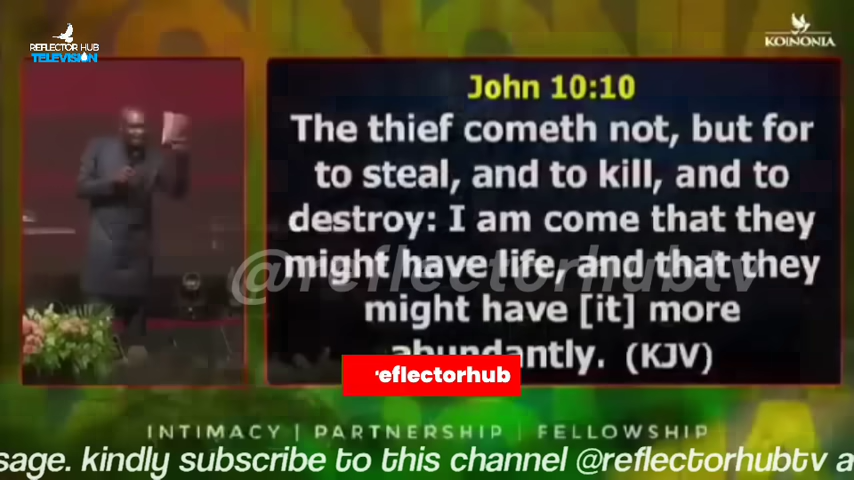 REFLECTOR HUB
TELEVISION
KOINONIA
John 10:10
The thief cometh not, but for
to steal, and to kill, and to
destroy: I am come that they
might have life, and that they
might have [it] more
abundantly. (KJV)
@reflectorhubtv
reflectorhub
INTIMACY | PARTNERSHIP | FELLOWSHIP
sage. kindly subscribe to this channel @reflectorhubtv a